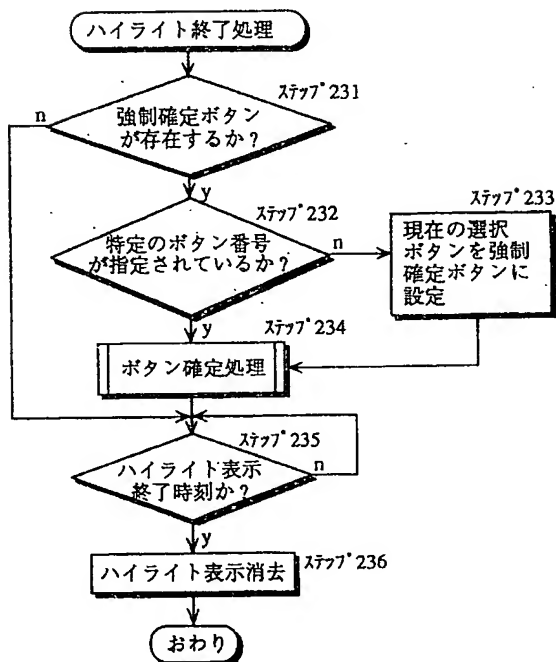 ハイライト終了処理
ステップ231
強制確定ボタン
が存在するか?
n
y
ステップ232
特定のボタン番号
が指定されているか?
n
y
ステップ233
現在の選択
ボタンを強制
確定ボタンに
設定
ステップ234
ボタン確定処理
ステップ235
ハイライト表示
終了時刻か?
n
y
ステップ236
ハイライト表示消去
おわり